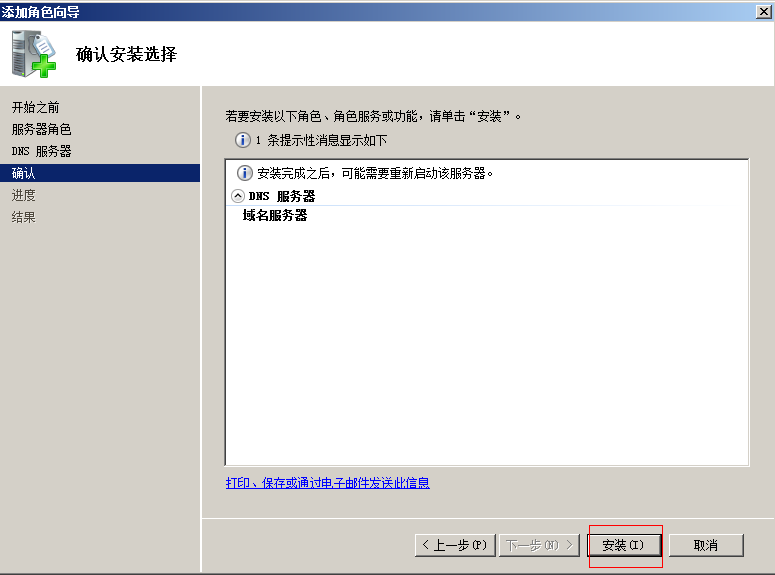 添加角色向导
确认安装选择
开始之前
服务器角色
DNS 服务器
确认
进度
结果
若要安装以下角色、角色服务或功能，请单击“安装”。
1 条提示性消息显示如下
安装完成之后，可能需要重新启动该服务器。
DNS 服务器
域名服务器
打印、保存或通过电子邮件发送此信息
< 上一步(P)
下一步(N) >
安装(I)
取消